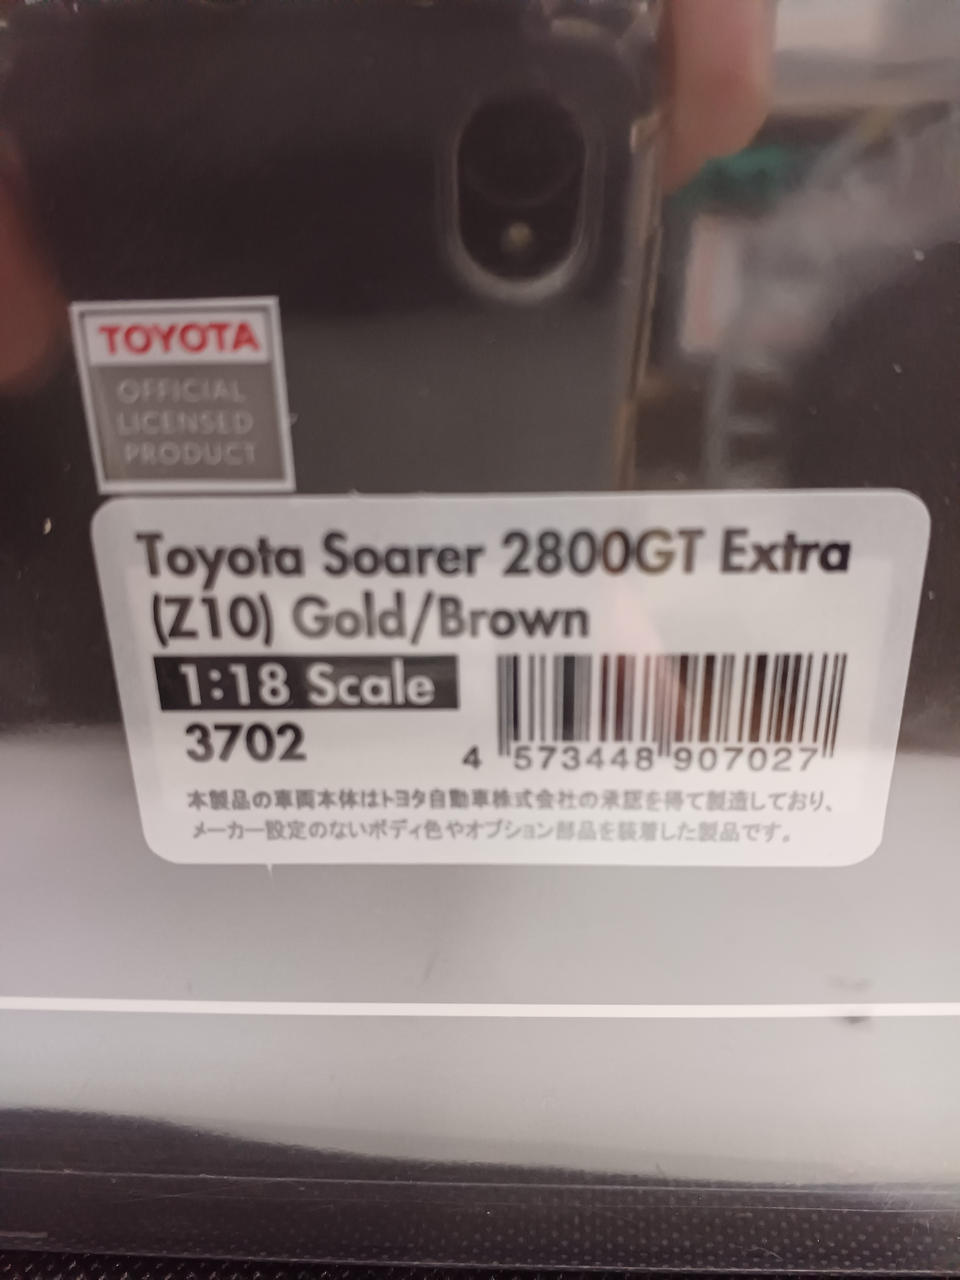 TOYOTA
OFFICIAL
LICENSED
PRODUCT
Toyota Soarer 2800GT Extra
(Z10) Gold/Brown
1:18 Scale
3702
4 573448 907027
本製品の車両本体はトヨタ自動車株式会社の承認を得て製造しており、
メーカー設定のないボディ色やオプション部品を装着した製品です。